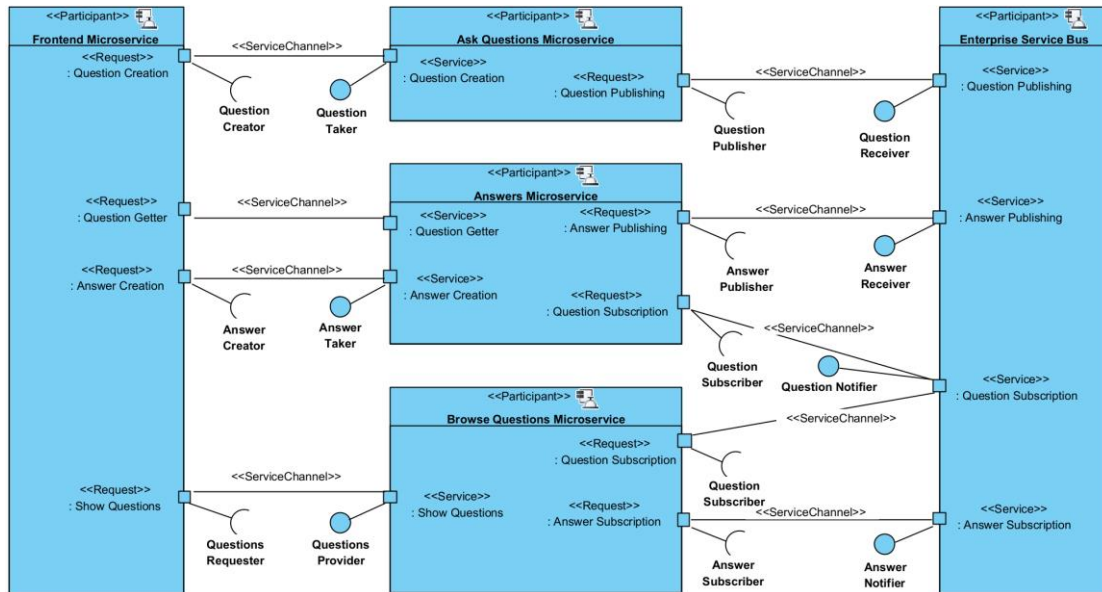 <<Participant>>
Frontend Microservice
<<Request>>
: Question Creation
<<Request>>
: Question Getter
<<Request>>
: Answer Creation
<<Request>>
: Show Questions
<<ServiceChannel>>
Question
Creator
Question
Taker
<<ServiceChannel>>
<<ServiceChannel>>
Answer
Creator
Answer
Taker
<<ServiceChannel>>
Questions
Requester
Questions
Provider
<<Participant>>
Ask Questions Microservice
<<Service>>
: Question Creation
<<Request>>
: Question Publishing
<<Participant>>
Answers Microservice
<<Service>>
: Question Getter
<<Request>>
: Answer Publishing
<<Service>>
: Answer Creation
<<Request>>
: Question Subscription
<<Participant>>
Browse Questions Microservice
<<Request>>
: Question Subscription
<<Service>>
: Show Questions
<<Request>>
: Answer Subscription
<<ServiceChannel>>
Question
Publisher
Question
Receiver
<<ServiceChannel>>
Answer
Publisher
Answer
Receiver
<<ServiceChannel>>
Question
Subscriber
Question Notifier
<<ServiceChannel>>
Question
Subscriber
<<ServiceChannel>>
Answer
Subscriber
Answer
Notifier
<<Participant>>
Enterprise Service Bus
<<Service>>
: Question Publishing
<<Service>>
: Answer Publishing
<<Service>>
: Question Subscription
<<Service>>
: Answer Subscription